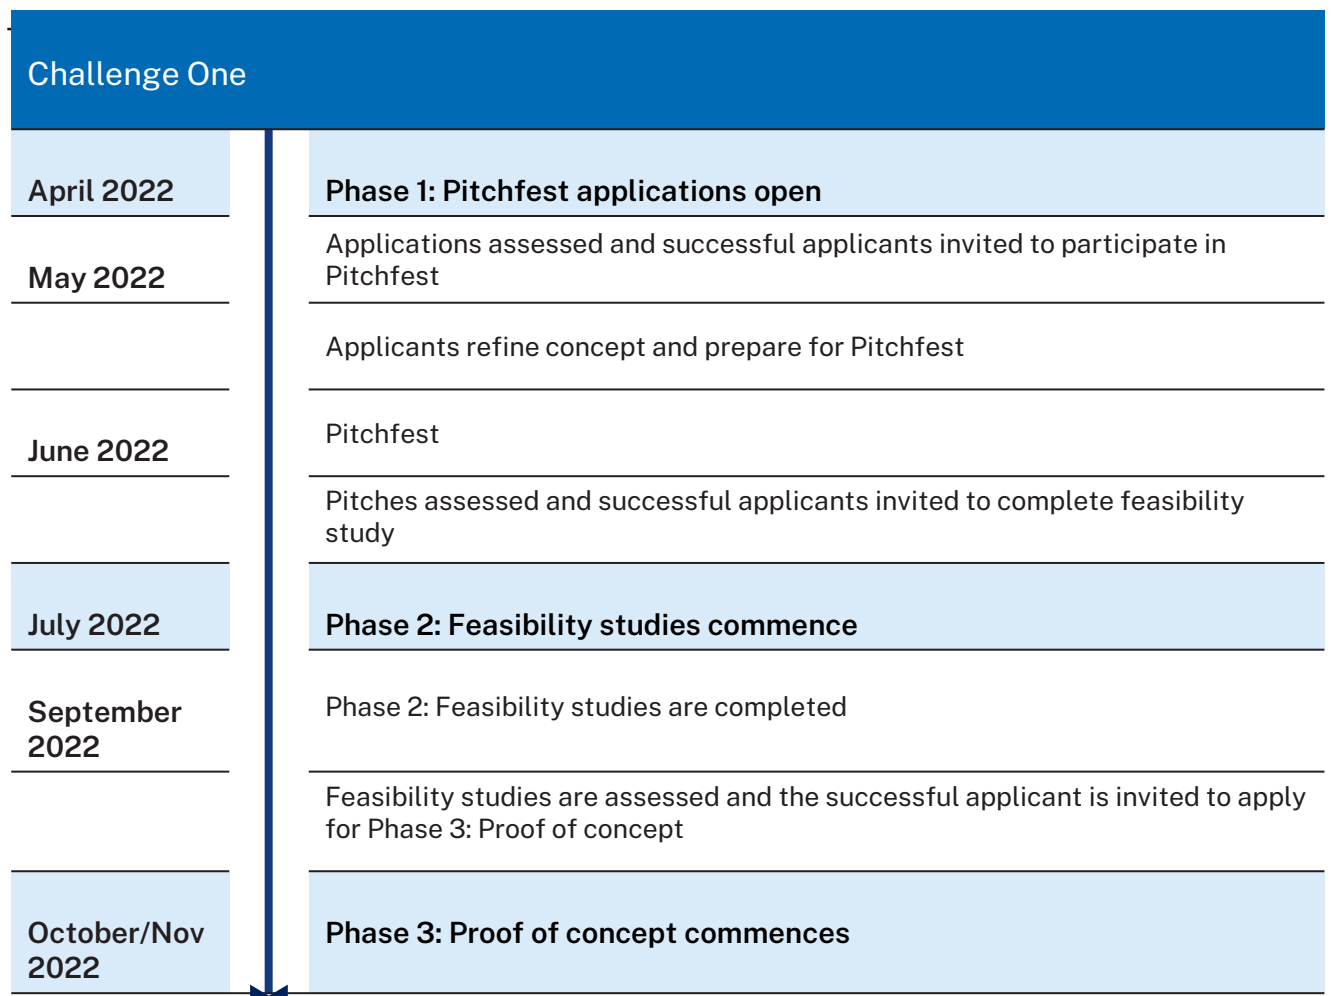 Challenge One
April 2022
Phase 1: Pitchfest applications open
May 2022
Applications assessed and successful applicants invited to participate in
Pitchfest
Applicants refine concept and prepare for Pitchfest
June 2022
Pitchfest
Pitches assessed and successful applicants invited to complete feasibility
study
July 2022
Phase 2: Feasibility studies commence
September
2022
Phase 2: Feasibility studies are completed
Feasibility studies are assessed and the successful applicant is invited to apply
for Phase 3: Proof of concept
October/Nov
2022
Phase 3: Proof of concept commences